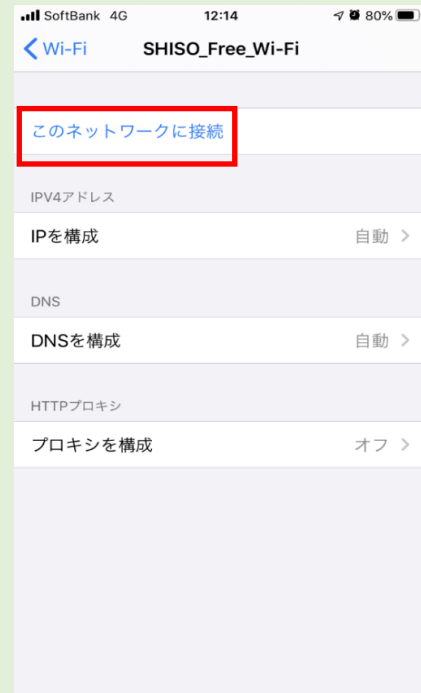 SoftBank 4G 12:14 80%
Wi-Fi SHISO_Free_Wi-Fi
このネットワークに接続
IPV4アドレス
IPを構成 自動
DNS
DNSを構成 自動
HTTPプロキシ
プロキシを構成 オフ